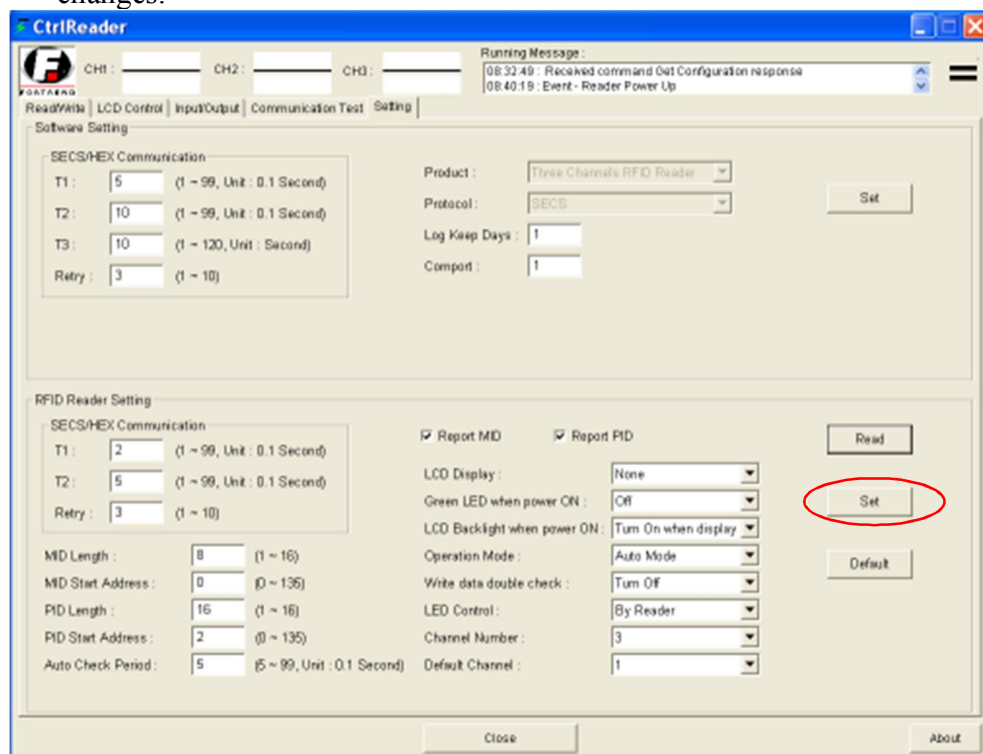 changes.
CtrlReader
Running Message :
CH1 : CH2 : CH3 :
08:32:49 : Received command Get Configuration response
08:40:19 : Event - Reader Power Up
FORTREND
Read/Write LCD Control Input/Output Communication Test Setting
Software Setting
SECS/HEX Communication
T1 : 5 (1 ~ 99, Unit : 0.1 Second)
T2 : 10 (1 ~ 99, Unit : 0.1 Second)
T3 : 10 (1 ~ 120, Unit : Second)
Retry : 3 (1 ~ 10)
Product : Three Channels RFID Reader
Protocol : SECS
Log Keep Days : 1
Comport : 1
Set
RFID Reader Setting
SECS/HEX Communication
T1 : 2 (1 ~ 99, Unit : 0.1 Second)
T2 : 5 (1 ~ 99, Unit : 0.1 Second)
Retry : 3 (1 ~ 10)
MID Length : 8 (1 ~ 16)
MID Start Address : 0 (0 ~ 135)
PID Length : 16 (1 ~ 16)
PID Start Address : 2 (0 ~ 135)
Auto Check Period : 5 (5 ~ 99, Unit : 0.1 Second)
Report MID Report PID
LCD Display : None
Green LED when power ON : Off
LCD Backlight when power ON : Turn On when display
Operation Mode : Auto Mode
Write data double check : Turn Off
LED Control : By Reader
Channel Number : 3
Default Channel : 1
Read
Set
Default
Close
About